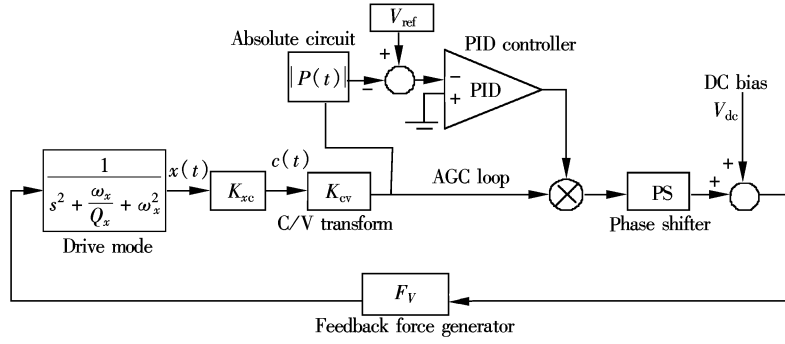 V_ref
Absolute circuit
PID controller
+
|P(t)|
−
−
+
PID
DC bias
V_dc
1
s² + ω_x/Q_x + ω_x²
x(t)
K_xc
c(t)
K_cv
AGC loop
PS
+
+
Drive mode
C/V transform
Phase shifter
F_V
Feedback force generator